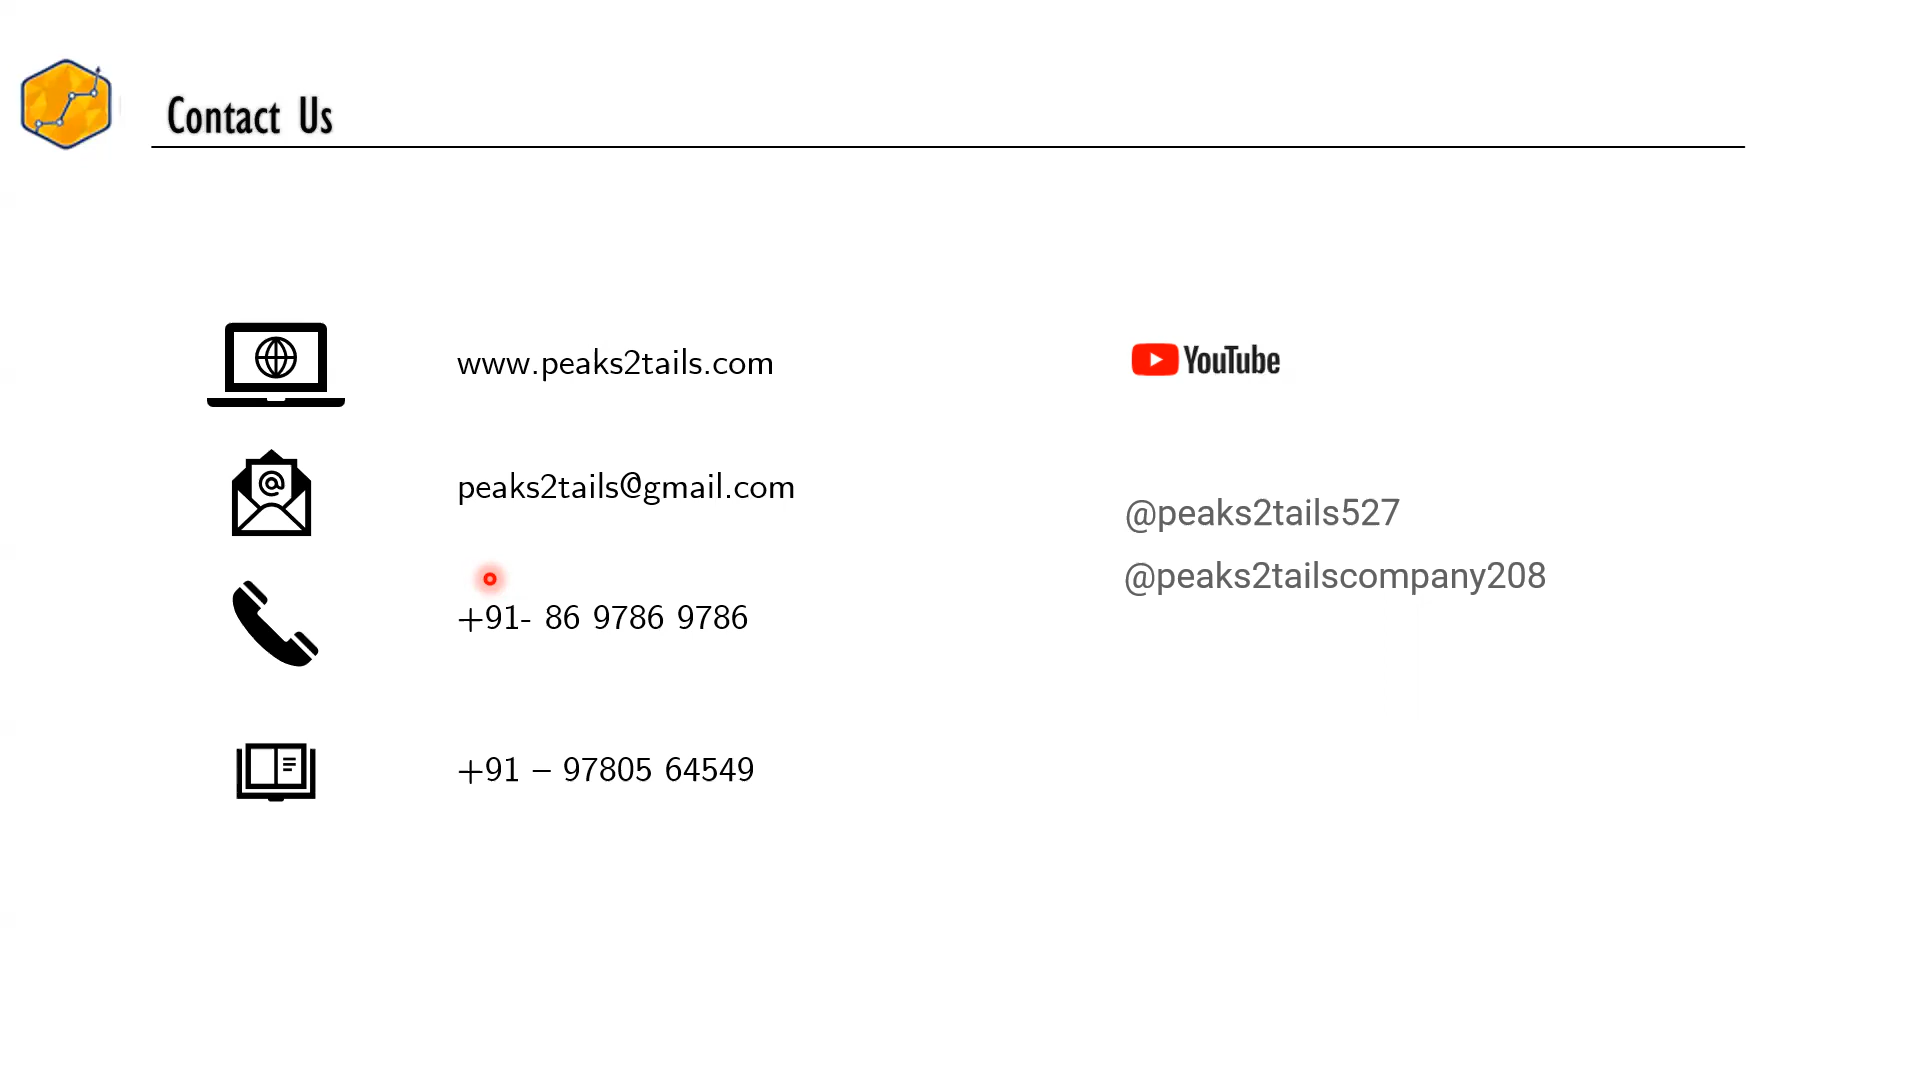 Contact Us
www.peaks2tails.com
peaks2tails@gmail.com
+91- 86 9786 9786
+91 – 97805 64549
YouTube
@peaks2tails527
@peaks2tailscompany208